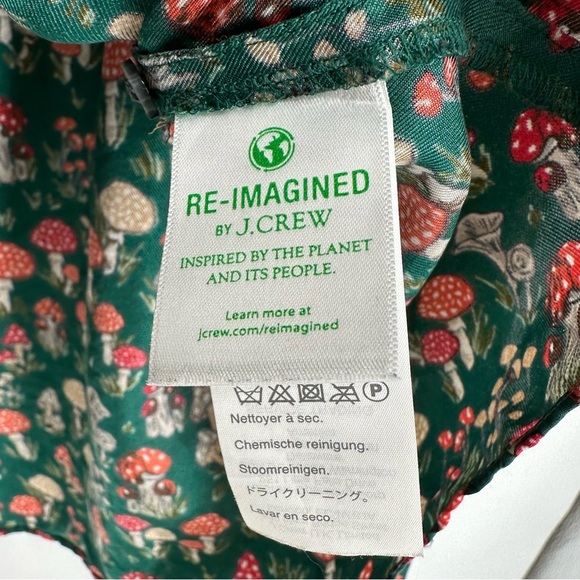 RE-IMAGINED
BY J.CREW
INSPIRED BY THE PLANET
AND ITS PEOPLE.
Learn more at
jcrew.com/reimagined
P
Nettoyer à sec.
Chemische reinigung.
Stoomreinigen.
ドライクリーニング。
Lavar en seco.